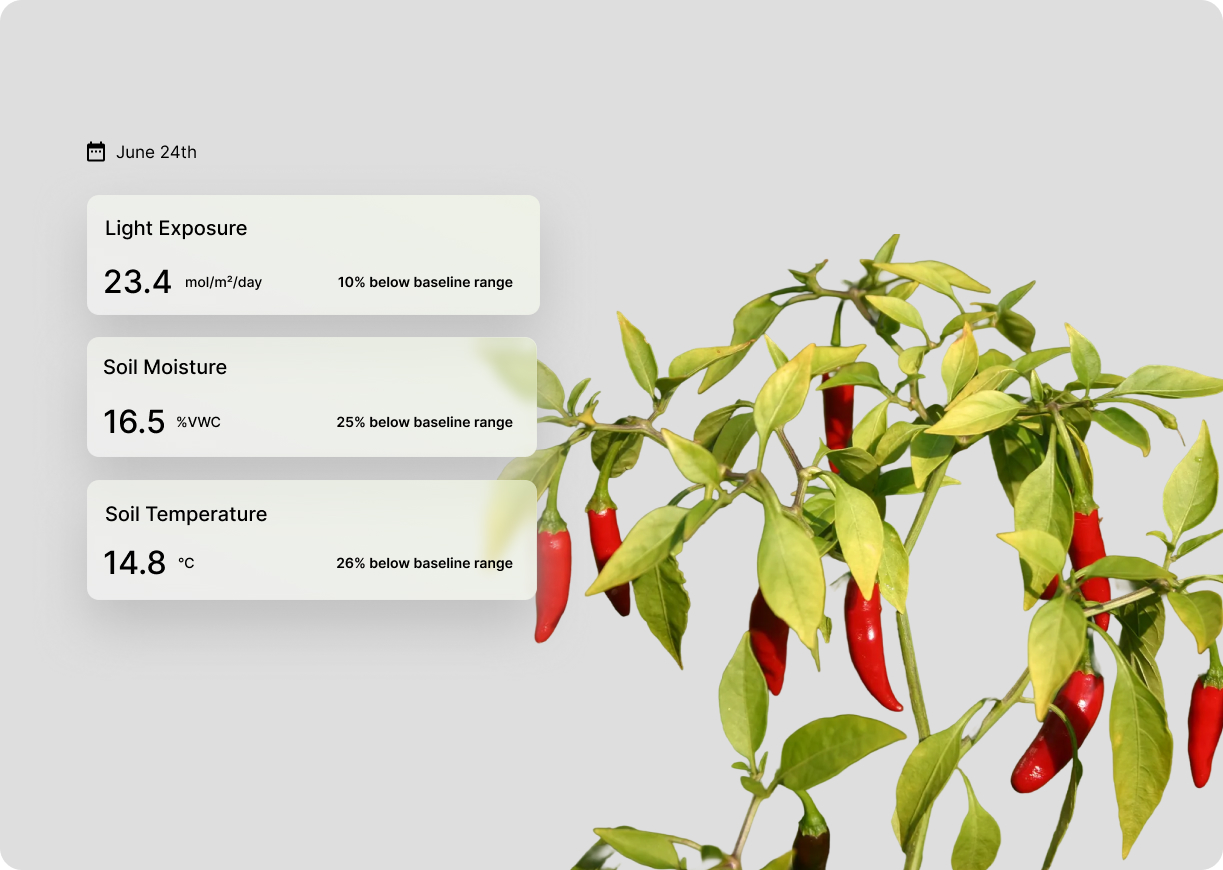 June 24th
Light Exposure
23.4 mol/m²/day 10% below baseline range
Soil Moisture
16.5 %VWC 25% below baseline range
Soil Temperature
14.8 °C 26% below baseline range